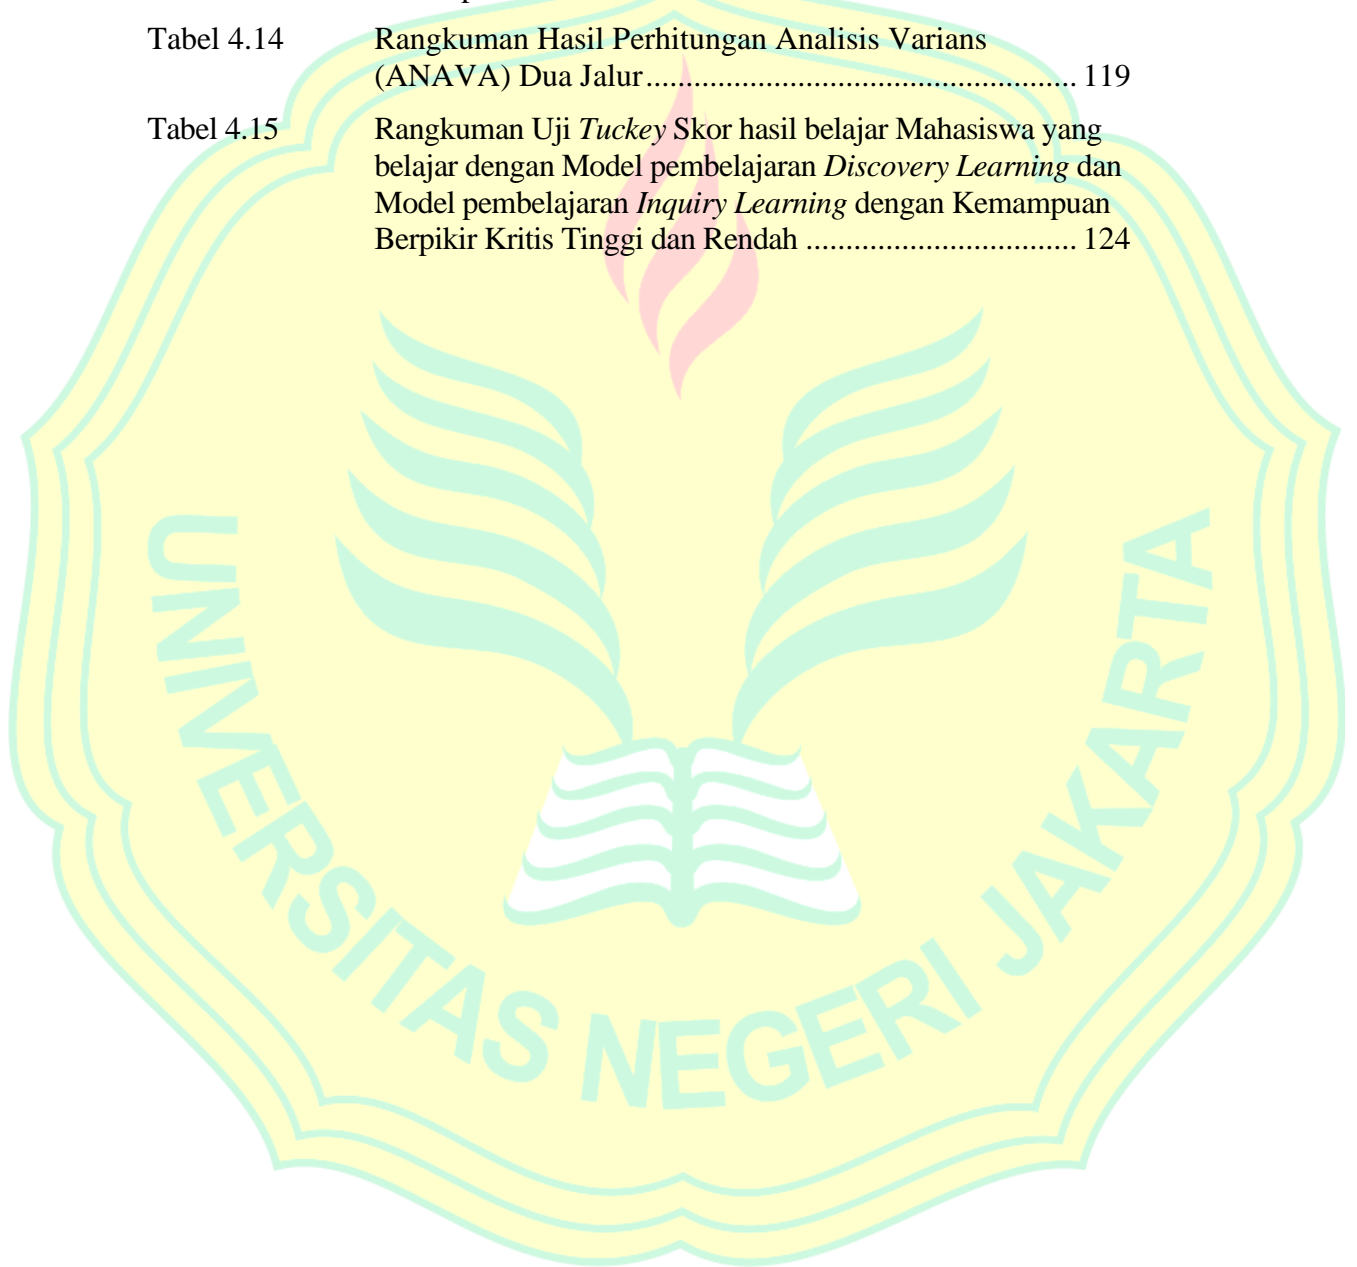 Tabel 4.14 Rangkuman Hasil Perhitungan Analisis Varians
(ANAVA) Dua Jalur...................................................... 119
Tabel 4.15 Rangkuman Uji Tuckey Skor hasil belajar Mahasiswa yang
belajar dengan Model pembelajaran Discovery Learning dan
Model pembelajaran Inquiry Learning dengan Kemampuan
Berpikir Kritis Tinggi dan Rendah .................................. 124
UNIVERSITAS NEGERI JAKARTA